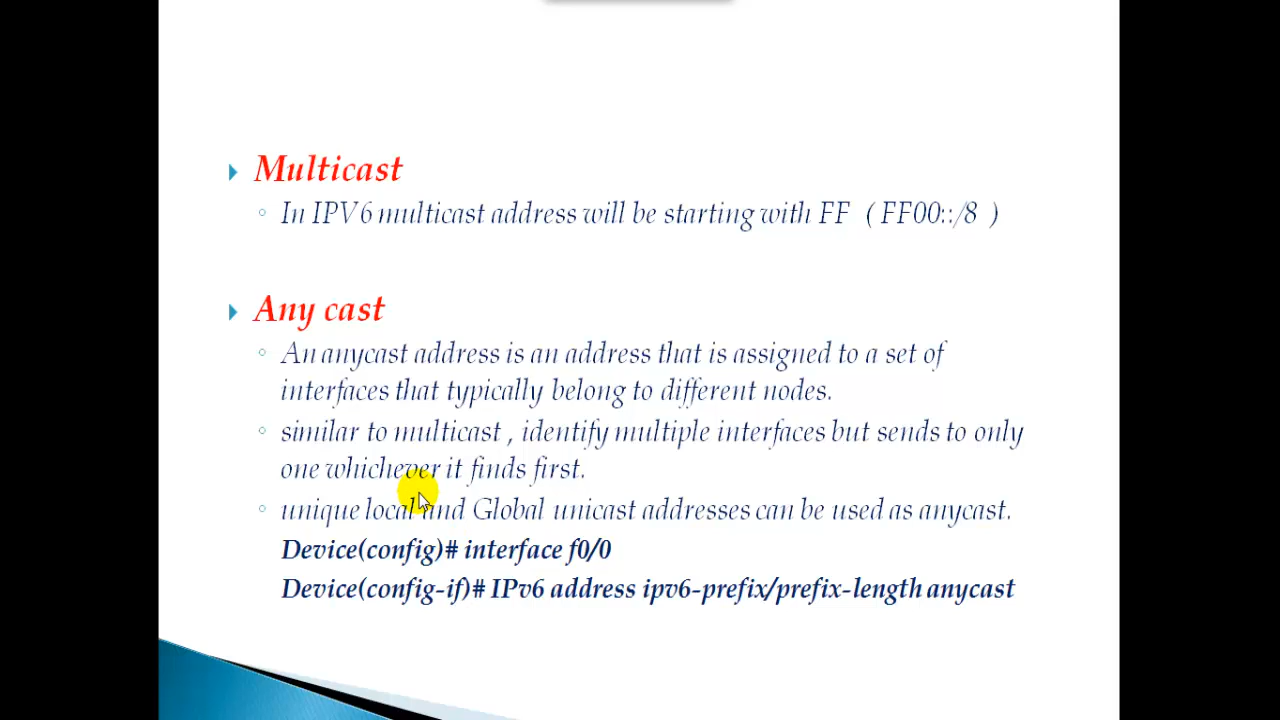 Multicast
In IPV6 multicast address will be starting with FF ( FF00::/8 )
Any cast
An anycast address is an address that is assigned to a set of
interfaces that typically belong to different nodes.
similar to multicast , identify multiple interfaces but sends to only
one whichever it finds first.
unique local and Global unicast addresses can be used as anycast.
Device(config)# interface f0/0
Device(config-if)# IPv6 address ipv6-prefix/prefix-length anycast